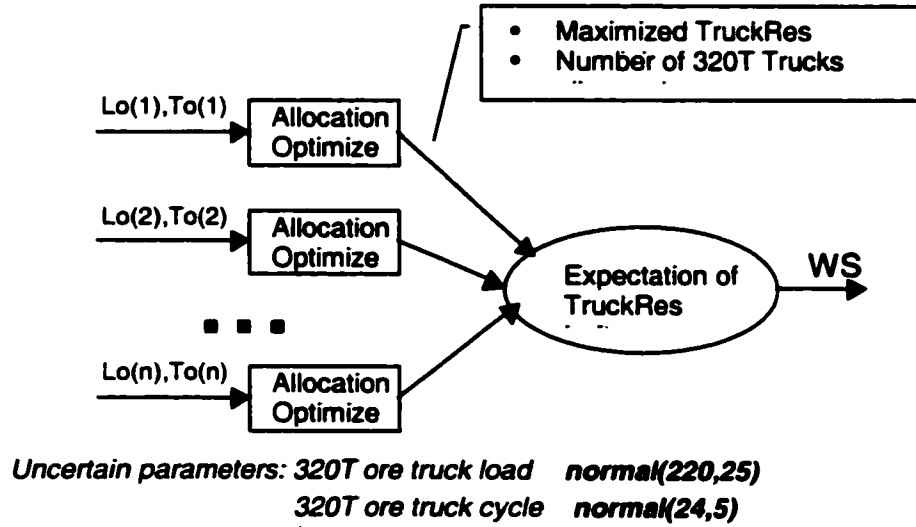 • Maximized TruckRes
• Number of 320T Trucks
Lo(1),To(1)
Allocation
Optimize
Lo(2),To(2)
Allocation
Optimize
Expectation of
TruckRes
WS
Lo(n),To(n)
Allocation
Optimize
Uncertain parameters: 320T ore truck load normal(220,25)
320T ore truck cycle normal(24,5)